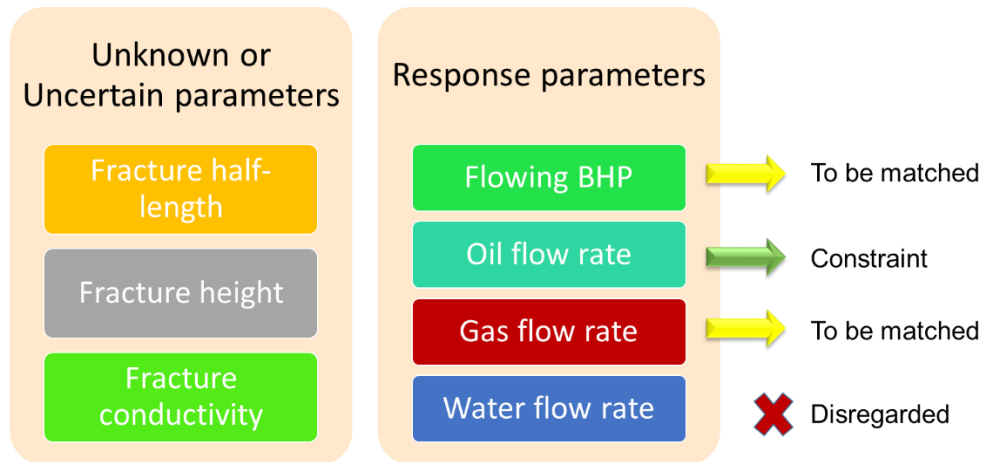 Unknown or
Uncertain parameters
Fracture half-
length
Fracture height
Fracture
conductivity
Response parameters
Flowing BHP
To be matched
Oil flow rate
Constraint
Gas flow rate
To be matched
Water flow rate
Disregarded